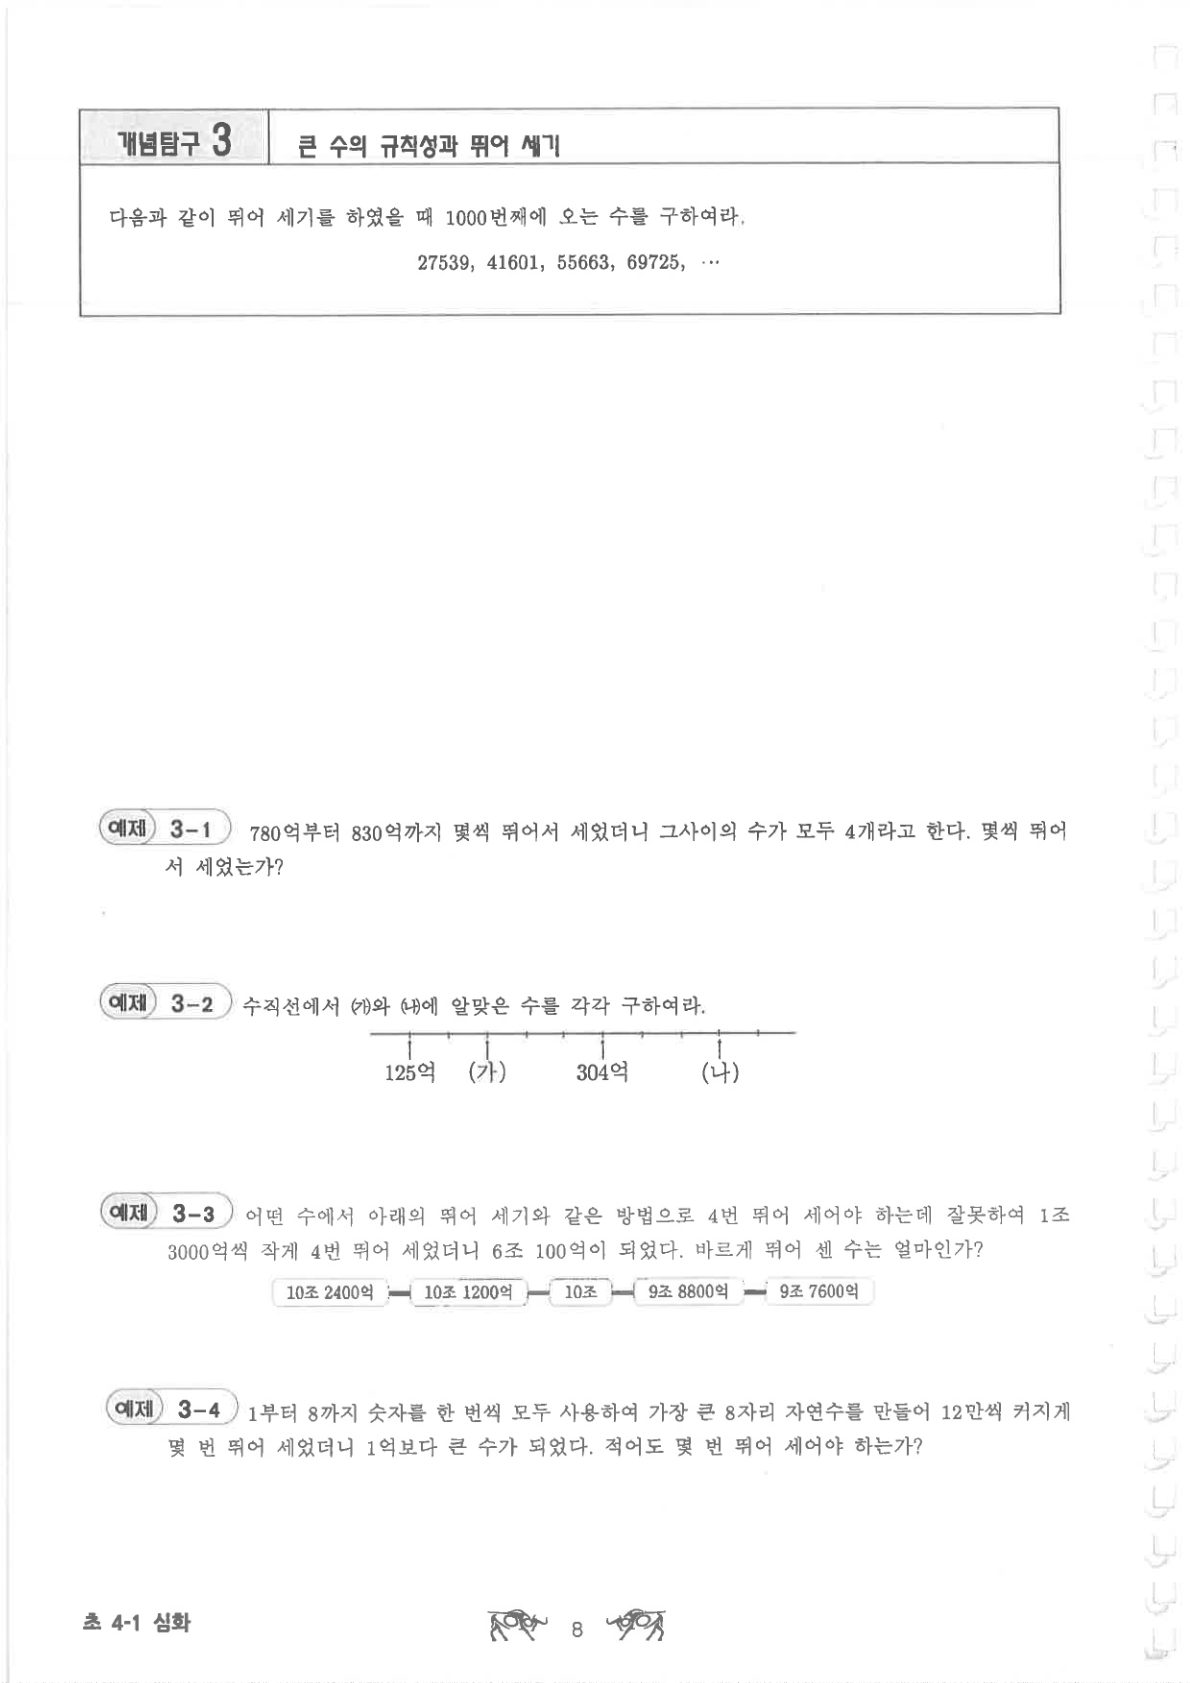 개념탐구 3 큰 수의 규칙성과 뛰어 세기
다음과 같이 뛰어 세기를 하였을 때 1000번째에 오는 수를 구하여라.
27539, 41601, 55663, 69725, ⋯
예제 3-1 780억부터 830억까지 몇씩 뛰어서 세었더니 그사이의 수가 모두 4개라고 한다. 몇씩 뛰어
서 세었는가?
예제 3-2 수직선에서 ㈎와 ㈏에 알맞은 수를 각각 구하여라.
125억 (가) 304억 (나)
예제 3-3 어떤 수에서 아래의 뛰어 세기와 같은 방법으로 4번 뛰어 세어야 하는데 잘못하여 1조
3000억씩 작게 4번 뛰어 세었더니 6조 100억이 되었다. 바르게 뛰어 센 수는 얼마인가?
10조 2400억 10조 1200억 10조 9조 8800억 9조 7600억
예제 3-4 1부터 8까지 숫자를 한 번씩 모두 사용하여 가장 큰 8자리 자연수를 만들어 12만씩 커지게
몇 번 뛰어 세었더니 1억보다 큰 수가 되었다. 적어도 몇 번 뛰어 세어야 하는가?
초 4-1 심화 8